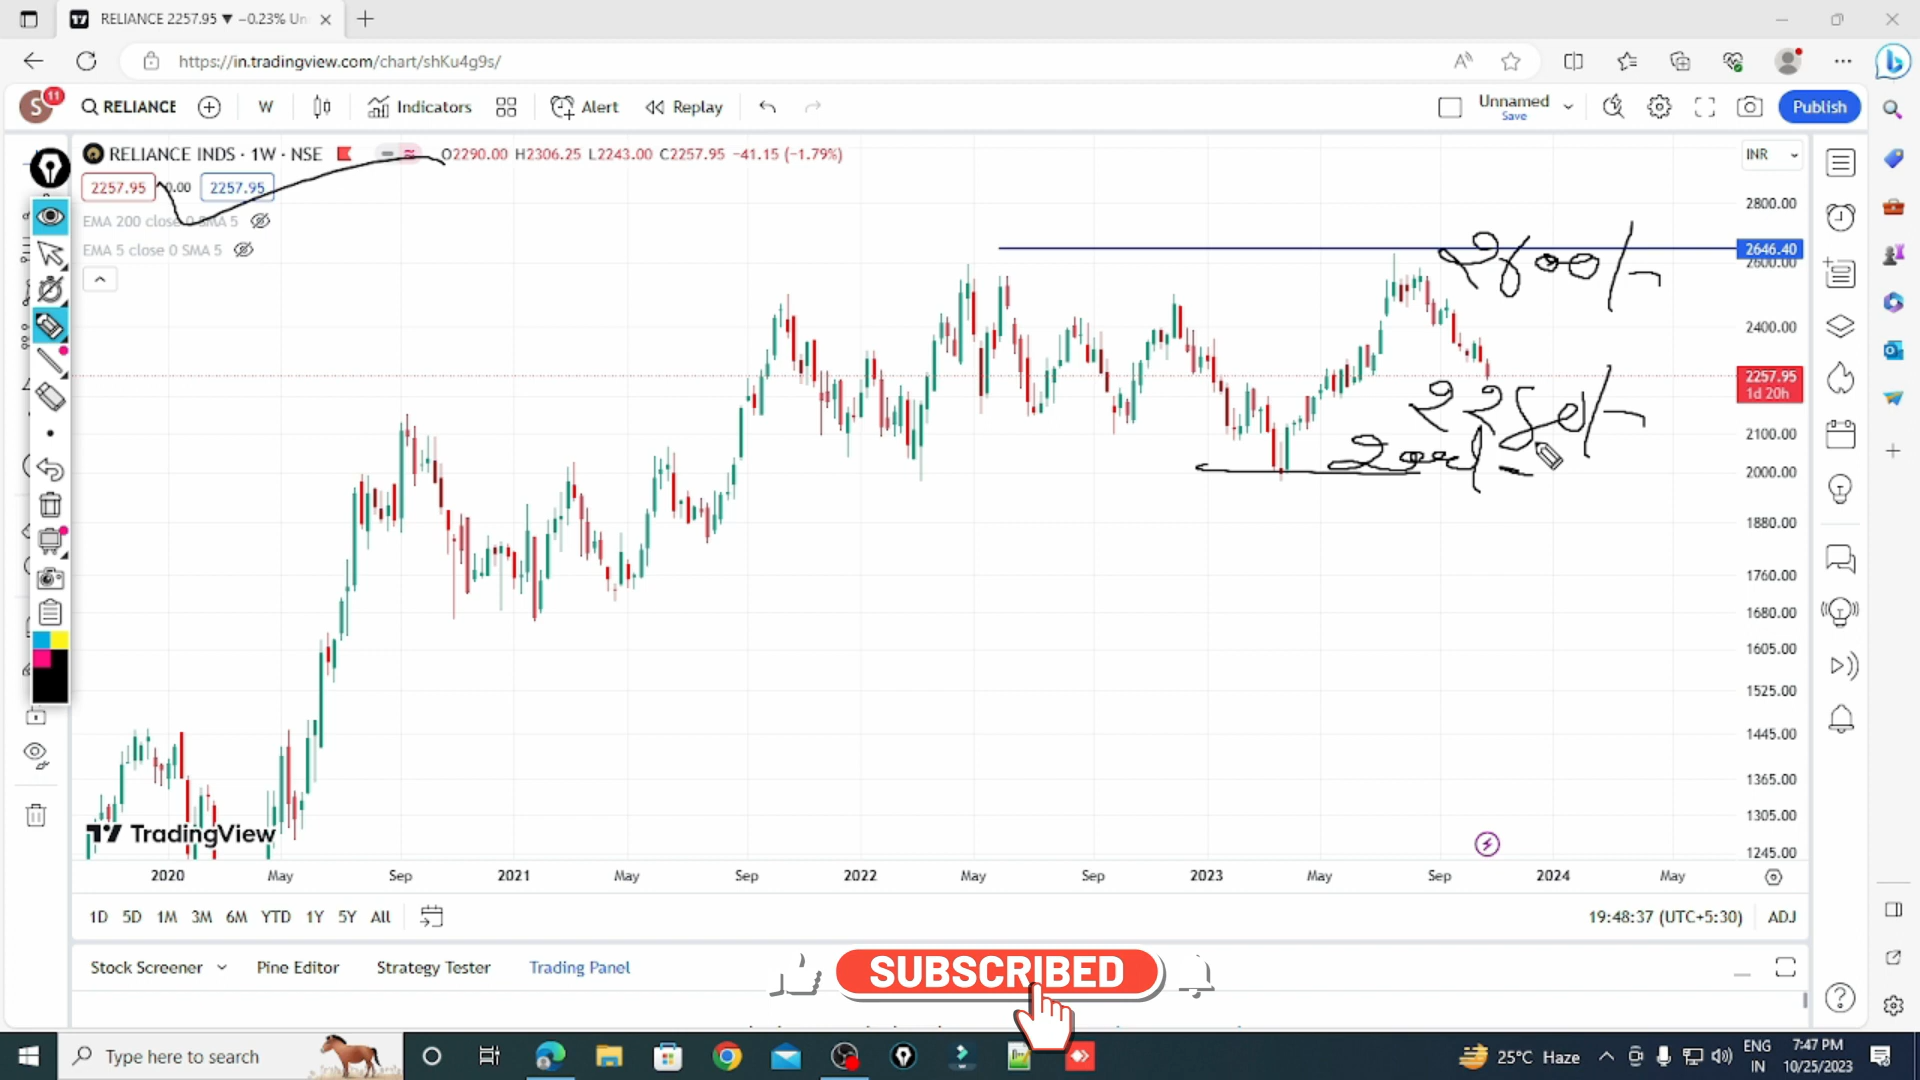 RELIANCE 2257.95 ▼ −0.23% Un
https://in.tradingview.com/chart/shKu4g9s/
S 11 RELIANCE W Indicators Alert Replay Unnamed Save Publish
RELIANCE INDS · 1W · NSE O2290.00 H2306.25 L2243.00 C2257.95 −41.15 (−1.79%) INR
2257.95 0.00 2257.95
EMA 200 close 0 SMA 5
EMA 5 close 0 SMA 5
2800.00
2646.40
2600.00
2400.00
2257.95
1d 20h
2100.00
2000.00
1880.00
1760.00
1680.00
1605.00
1525.00
1445.00
1365.00
1305.00
1245.00
TradingView
2020 May Sep 2021 May Sep 2022 May Sep 2023 May Sep 2024 May
1D 5D 1M 3M 6M YTD 1Y 5Y All 19:48:37 (UTC+5:30) ADJ
Stock Screener Pine Editor Strategy Tester Trading Panel
SUBSCRIBED
Type here to search 25°C Haze ENG IN 7:47 PM 10/25/2023